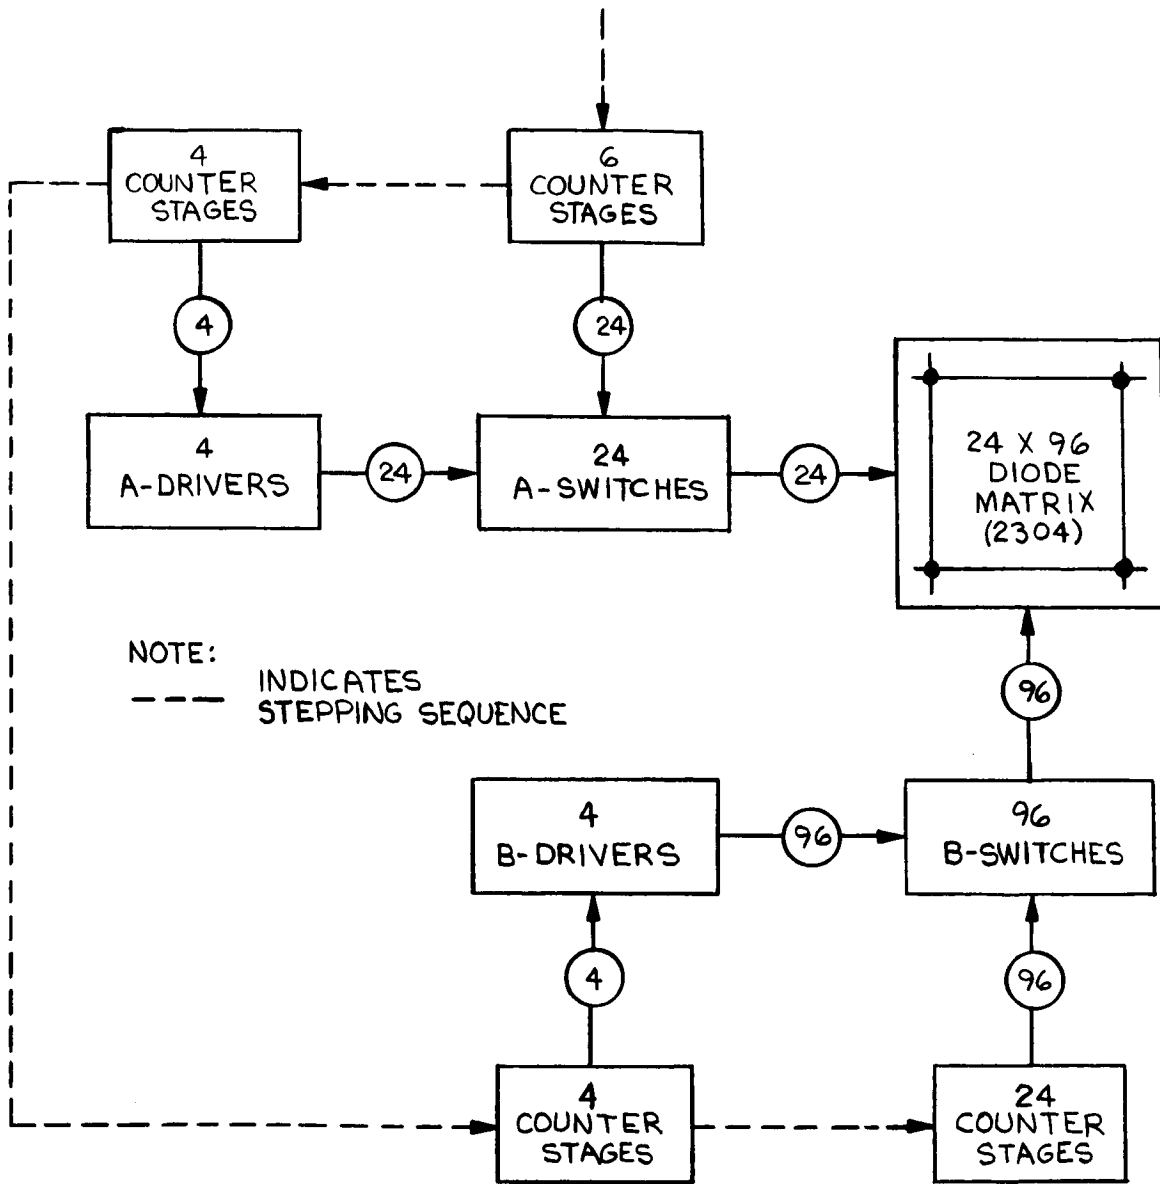 4
COUNTER
STAGES
6
COUNTER
STAGES
4
24
4
A-DRIVERS
24
24
A-SWITCHES
24
24 X 96
DIODE
MATRIX
(2304)
NOTE:
INDICATES
STEPPING SEQUENCE
96
4
B-DRIVERS
96
96
B-SWITCHES
4
96
4
COUNTER
STAGES
24
COUNTER
STAGES